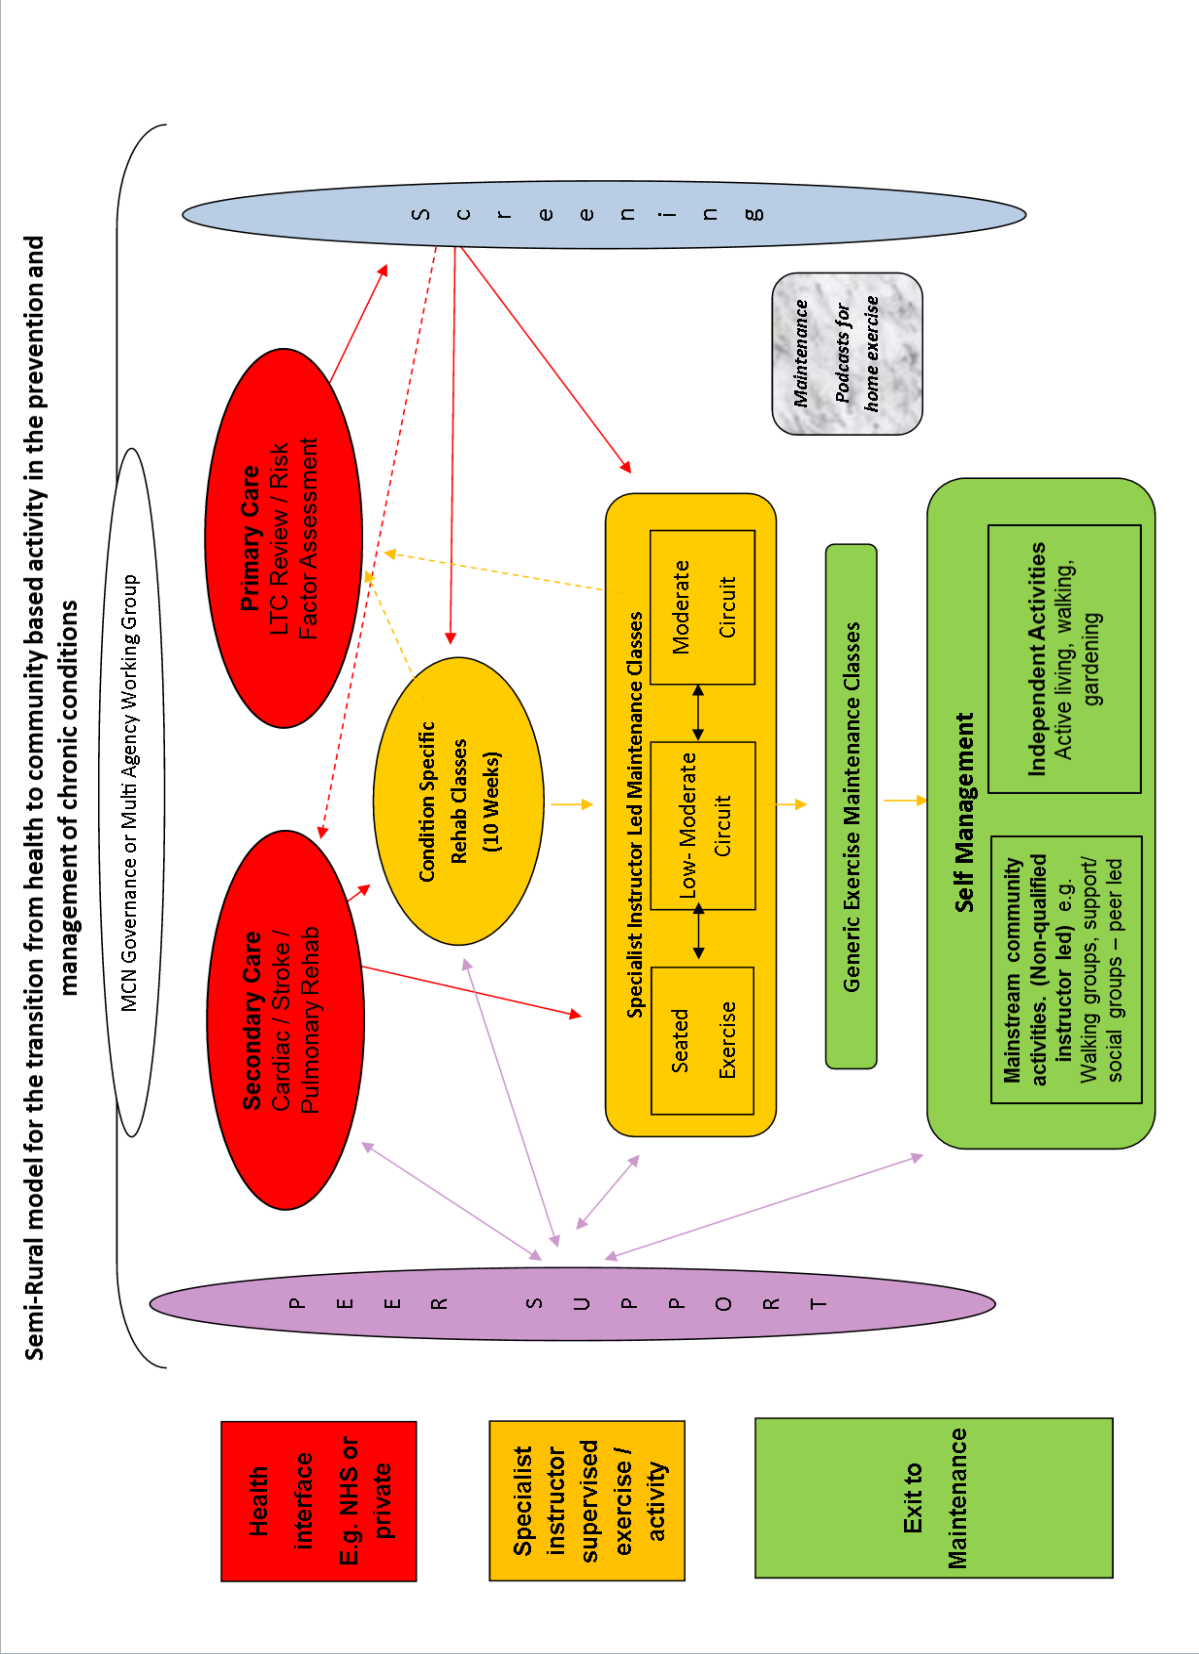 Semi-Rural model for the transition from health to community based activity in the prevention and
management of chronic conditions
MCN Governance or Multi Agency Working Group
Health
interface
E.g. NHS or
private
Specialist
instructor
supervised
exercise /
activity
Exit to
Maintenance
PEER SUPPORT
Secondary Care
Cardiac / Stroke /
Pulmonary Rehab
Primary Care
LTC Review / Risk
Factor Assessment
Condition Specific
Rehab Classes
(10 Weeks)
Specialist Instructor Led Maintenance Classes
Seated
Exercise
Low- Moderate
Circuit
Moderate
Circuit
Generic Exercise Maintenance Classes
Self Management
Mainstream community
activities. (Non-qualified
instructor led) e.g.
Walking groups, support/
social groups – peer led
Independent Activities
Active living, walking,
gardening
Screening
Maintenance
Podcasts for
home exercise